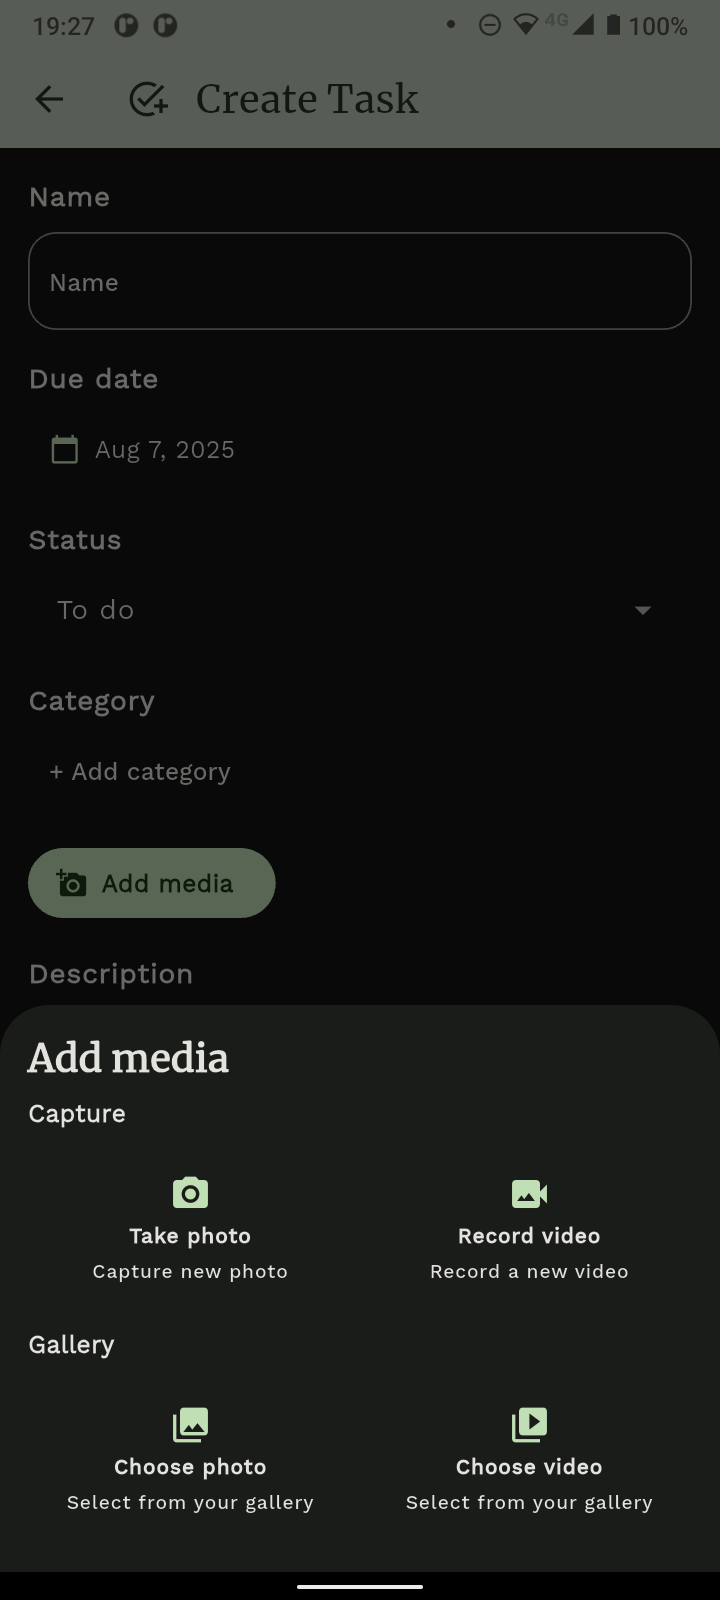 19:27
4G
100%
Create Task
Name
Name
Due date
Aug 7, 2025
Status
To do
Category
+ Add category
Add media
Description
Add media
Capture
Take photo
Capture new photo
Record video
Record a new video
Gallery
Choose photo
Select from your gallery
Choose video
Select from your gallery